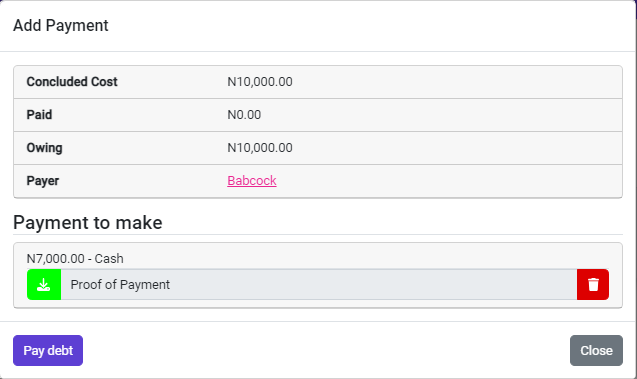 Add Payment
Concluded Cost N10,000.00
Paid N0.00
Owing N10,000.00
Payer Babcock
Payment to make
N7,000.00 - Cash
Proof of Payment
Pay debt Close